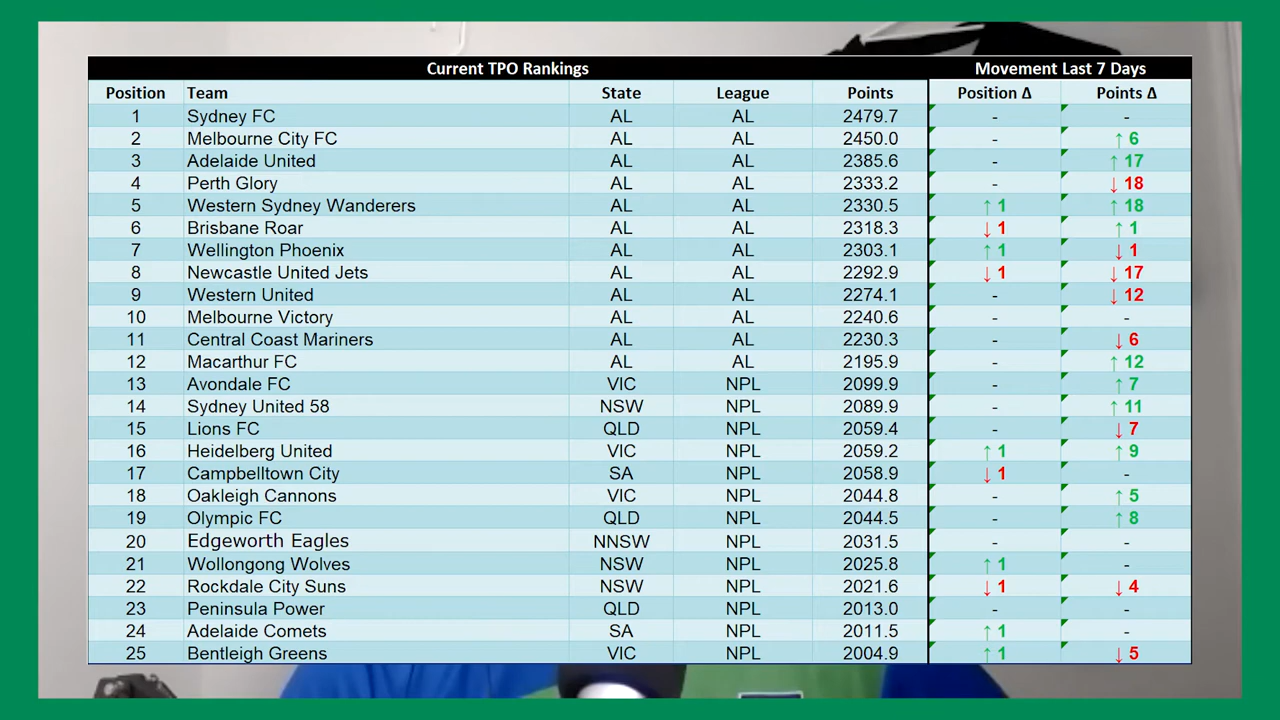 Current TPO Rankings Movement Last 7 Days
Position Team State League Points Position Δ Points Δ
1 Sydney FC AL AL 2479.7 - -
2 Melbourne City FC AL AL 2450.0 - ↑ 6
3 Adelaide United AL AL 2385.6 - ↑ 17
4 Perth Glory AL AL 2333.2 - ↓ 18
5 Western Sydney Wanderers AL AL 2330.5 ↑ 1 ↑ 18
6 Brisbane Roar AL AL 2318.3 ↓ 1 ↑ 1
7 Wellington Phoenix AL AL 2303.1 ↑ 1 ↓ 1
8 Newcastle United Jets AL AL 2292.9 ↓ 1 ↓ 17
9 Western United AL AL 2274.1 - ↓ 12
10 Melbourne Victory AL AL 2240.6 - -
11 Central Coast Mariners AL AL 2230.3 - ↓ 6
12 Macarthur FC AL AL 2195.9 - ↑ 12
13 Avondale FC VIC NPL 2099.9 - ↑ 7
14 Sydney United 58 NSW NPL 2089.9 - ↑ 11
15 Lions FC QLD NPL 2059.4 - ↓ 7
16 Heidelberg United VIC NPL 2059.2 ↑ 1 ↑ 9
17 Campbelltown City SA NPL 2058.9 ↓ 1 -
18 Oakleigh Cannons VIC NPL 2044.8 - ↑ 5
19 Olympic FC QLD NPL 2044.5 - ↑ 8
20 Edgeworth Eagles NNSW NPL 2031.5 - -
21 Wollongong Wolves NSW NPL 2025.8 ↑ 1 -
22 Rockdale City Suns NSW NPL 2021.6 ↓ 1 ↓ 4
23 Peninsula Power QLD NPL 2013.0 - -
24 Adelaide Comets SA NPL 2011.5 ↑ 1 -
25 Bentleigh Greens VIC NPL 2004.9 ↑ 1 ↓ 5